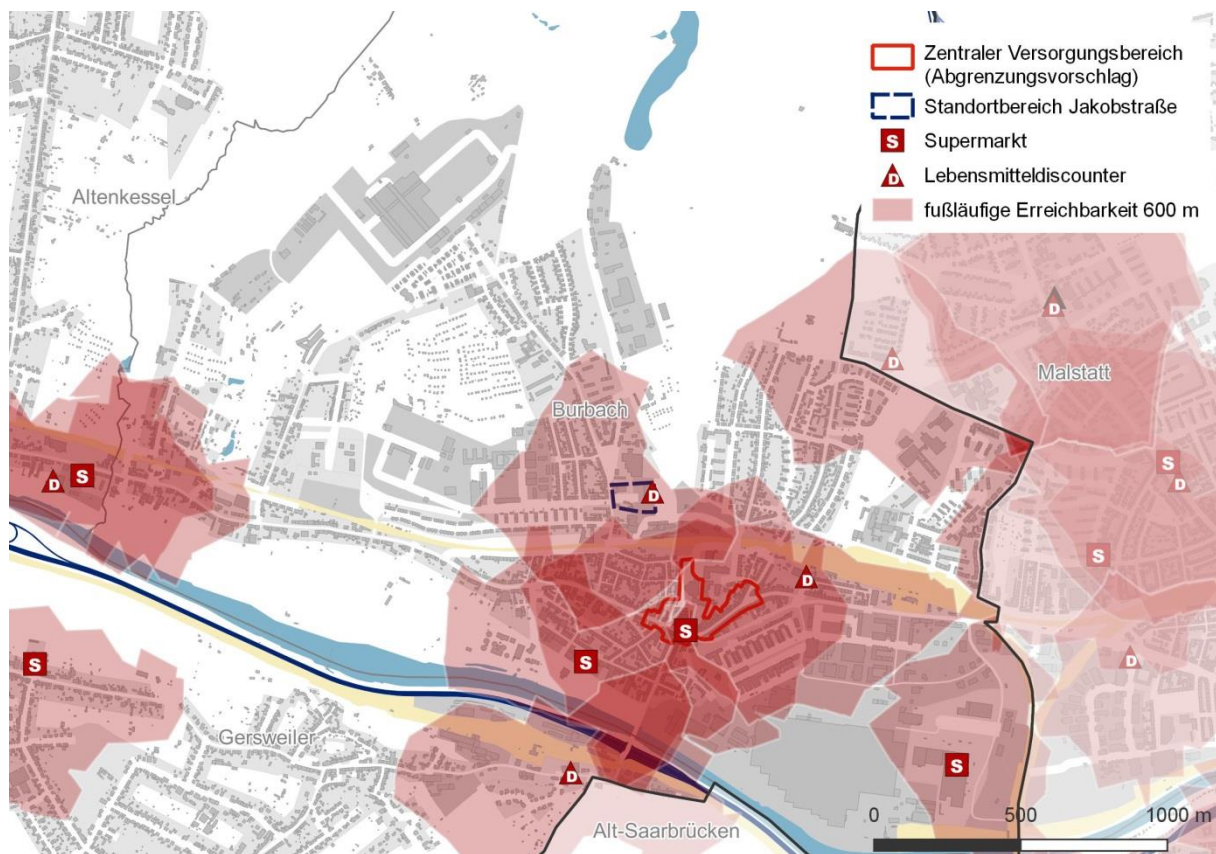 Zentraler Versorgungsbereich
(Abgrenzungsvorschlag)
Standortbereich Jakobstraße
S Supermarkt
D Lebensmitteldiscounter
fußläufige Erreichbarkeit 600 m
Altenkessel
D
D
Malstatt
Burbach
S
D
S
D
D
S
D
S
S
S
D
Gersweiler
D
S
Alt-Saarbrücken
0 500 1000 m